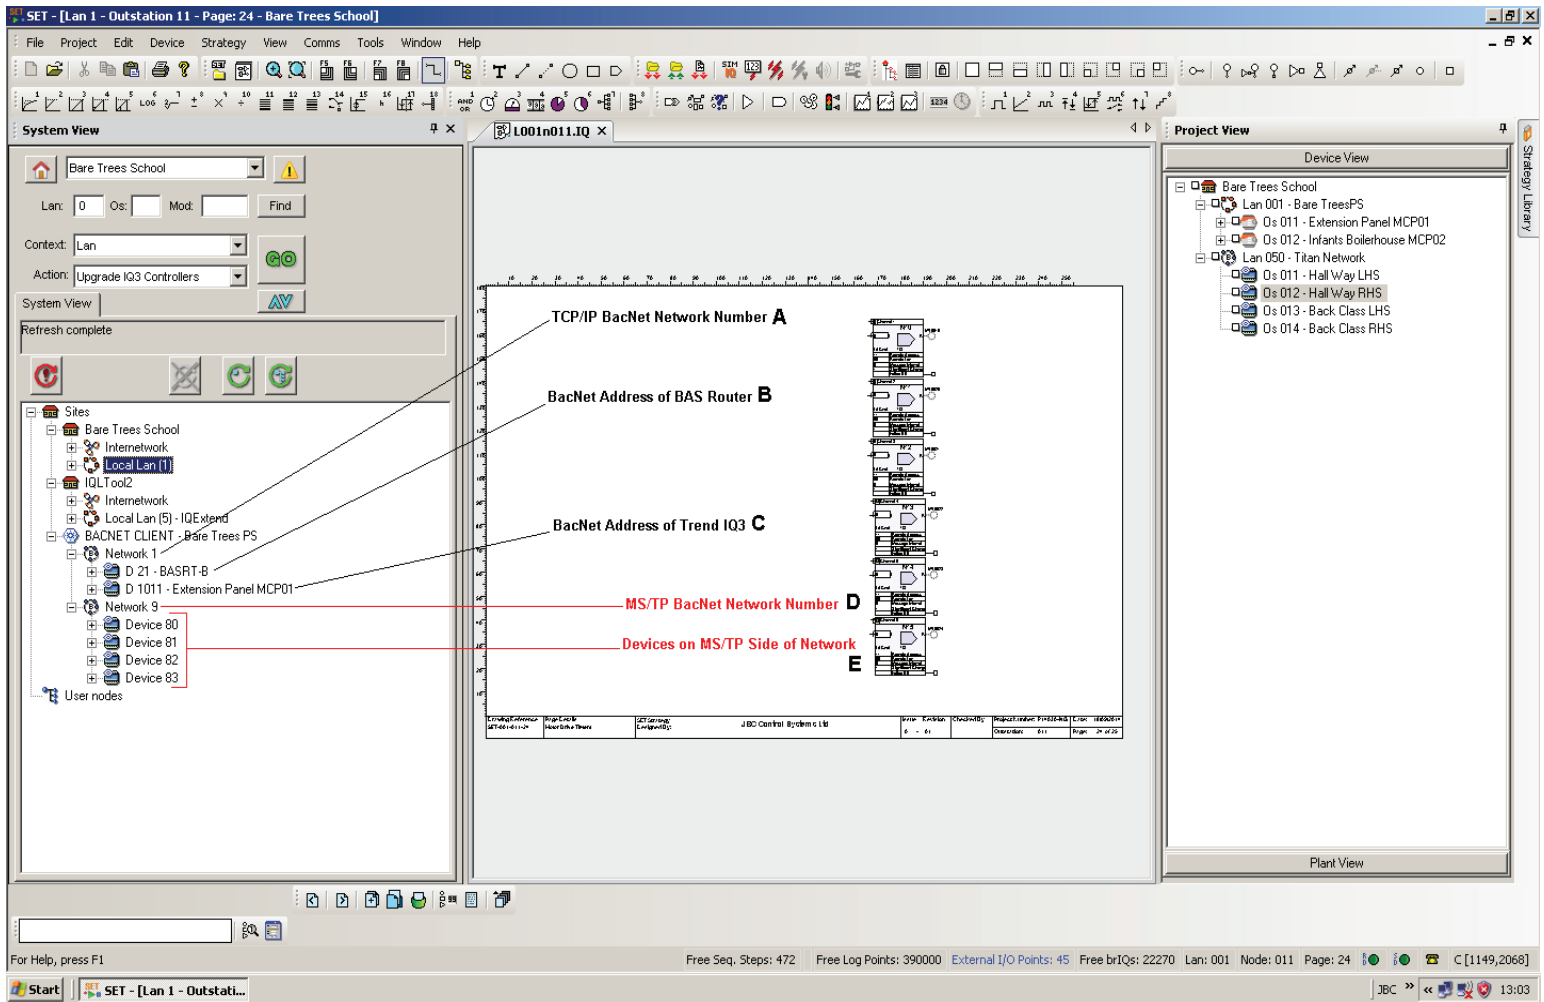 SET - [Lan 1 - Outstation 11 - Page: 24 - Bare Trees School]
File Project Edit Device Strategy View Comms Tools Window Help
System View
L001n011.IQ
Project View
Strategy Library
Bare Trees School
Lan: 0 Os: Mod: Find
Context: Lan
GO
Action: Upgrade IQ3 Controllers
System View
Refresh complete
Sites
Bare Trees School
Internetwork
Local Lan (1)
IQLTool2
Internetwork
Local Lan (5) - IQExtend
BACNET CLIENT - Bare Trees PS
Network 1
D 21 - BASRT-B
D 1011 - Extension Panel MCP01
Network 9
Device 80
Device 81
Device 82
Device 83
User nodes
TCP/IP BacNet Network Number A
BacNet Address of BAS Router B
BacNet Address of Trend IQ3 C
MS/TP BacNet Network Number D
Devices on MS/TP Side of Network
E
JBC Control Systems Ltd
Device View
Bare Trees School
Lan 001 - Bare TreesPS
Os 011 - Extension Panel MCP01
Os 012 - Infants Boilerhouse MCP02
Lan 050 - Titan Network
Os 011 - Hall Way LHS
Os 012 - Hall Way RHS
Os 013 - Back Class LHS
Os 014 - Back Class RHS
Plant View
For Help, press F1
Free Seq. Steps: 472 Free Log Points: 390000 External I/O Points: 45 Free brIQs: 22270 Lan: 001 Node: 011 Page: 24 C [1149,2068]
Start SET - [Lan 1 - Outstati... JBC 13:03